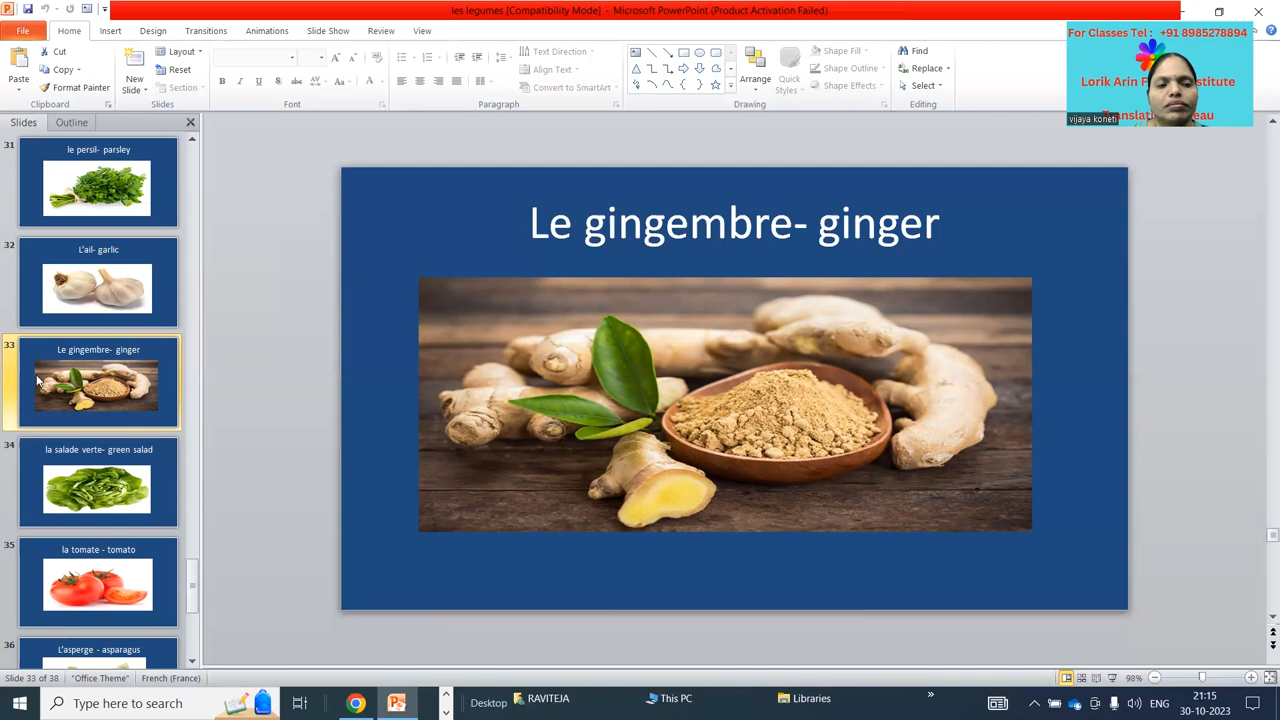 les legumes [Compatibility Mode] - Microsoft PowerPoint (Product Activation Failed)
File Home Insert Design Transitions Animations Slide Show Review View
Paste
Cut
Copy
Format Painter
Clipboard
New
Slide
Layout
Reset
Section
Slides
Font
Paragraph
Text Direction
Align Text
Convert to SmartArt
Arrange
Quick
Styles
Shape Fill
Shape Outline
Shape Effects
Drawing
Find
Replace
Select
Editing
For Classes Tel : +91 8985278894
Lorik Arin
vijaya koneti
Slides Outline
31
le persil- parsley
32
L'ail- garlic
33
Le gingembre- ginger
34
la salade verte- green salad
35
la tomate - tomato
36
L'asperge - asparagus
Le gingembre- ginger
Slide 33 of 38 "Office Theme" French (France) 98%
Type here to search
Desktop RAVITEJA This PC Libraries
ENG
21:15
30-10-2023